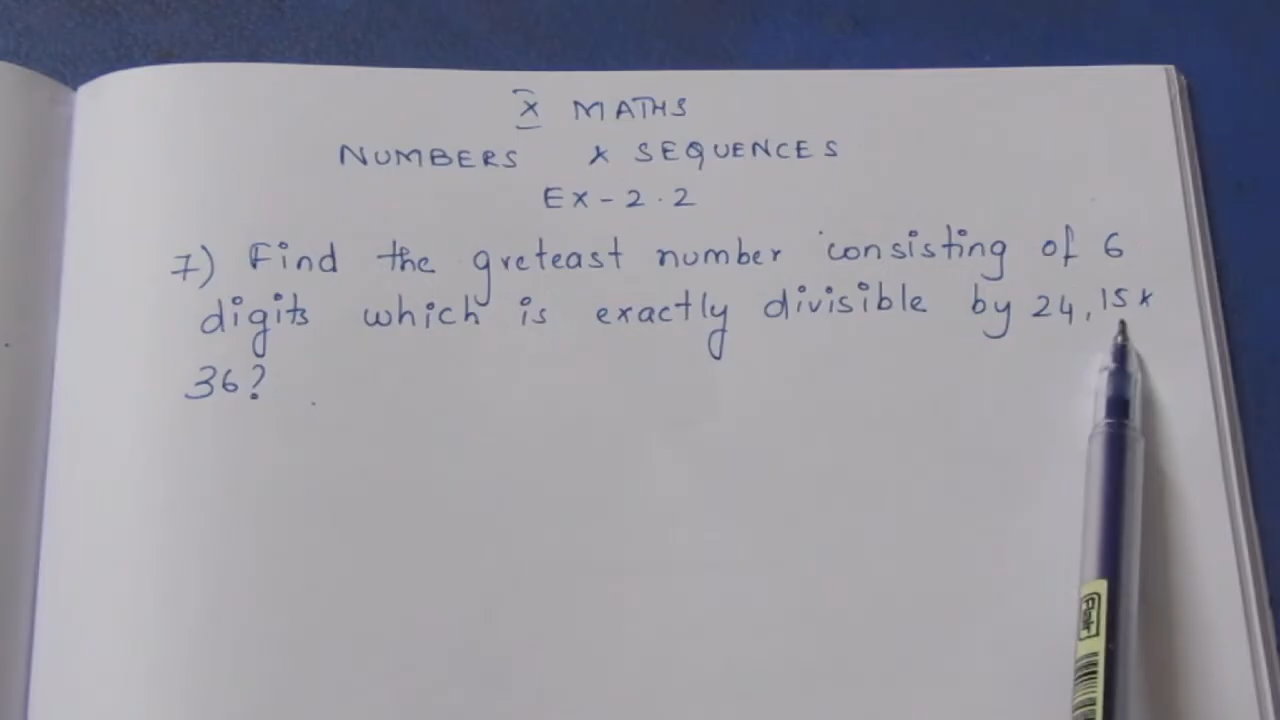 X MATHS
NUMBERS & SEQUENCES
Ex - 2.2
7) Find the greteast number consisting of 6
digits which is exactly divisible by 24, 15 &
36?
Flair